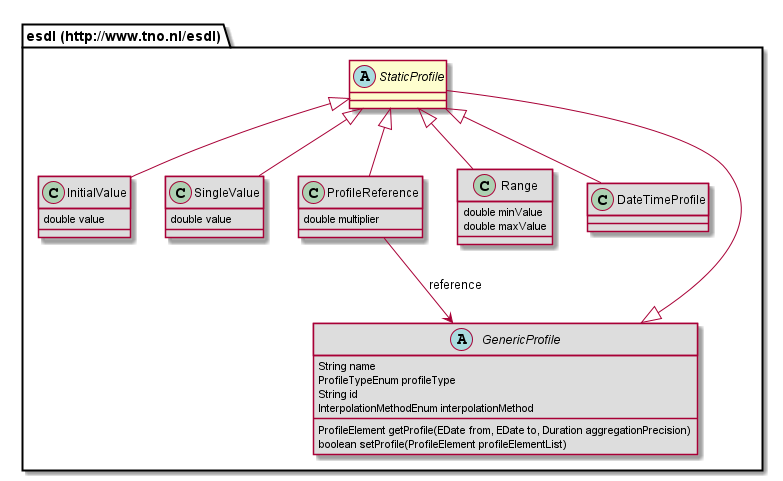 esdl (http://www.tno.nl/esdl)
A StaticProfile
C InitialValue
double value
C SingleValue
double value
C ProfileReference
double multiplier
C Range
double minValue
double maxValue
C DateTimeProfile
reference
A GenericProfile
String name
ProfileTypeEnum profileType
String id
InterpolationMethodEnum interpolationMethod
ProfileElement getProfile(EDate from, EDate to, Duration aggregationPrecision)
boolean setProfile(ProfileElement profileElementList)